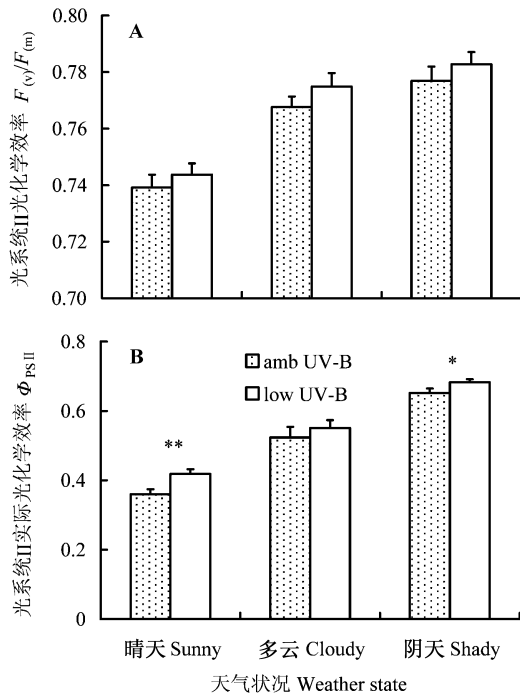 A
光系统II光化学效率 F(v)/F(m)
0.80
0.78
0.76
0.74
0.72
0.70
B
光系统II实际光化学效率 ΦPSII
amb UV-B
low UV-B
*
**
0.8
0.6
0.4
0.2
0
晴天 Sunny 多云 Cloudy 阴天 Shady
天气状况 Weather state